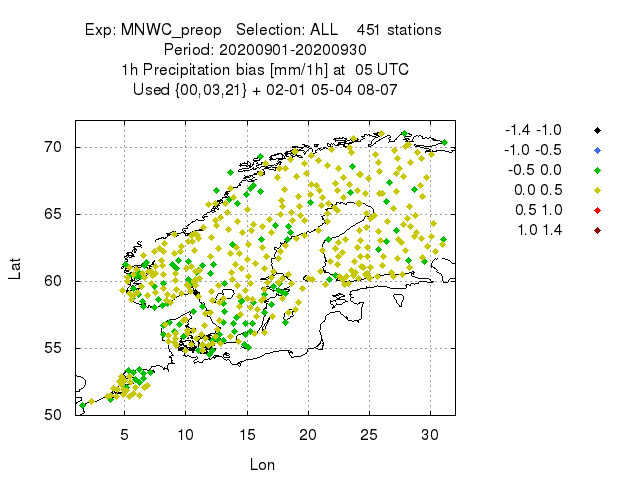 Exp: MNWC_preop   Selection: ALL    451 stations
Period: 20200901-20200930
1h Precipitation bias [mm/1h] at  05 UTC
Used {00,03,21} + 02-01 05-04 08-07
-1.4 -1.0
-1.0 -0.5
-0.5 0.0
0.0 0.5
0.5 1.0
1.0 1.4
Lat
70
65
60
55
50
5 10 15 20 25 30
Lon